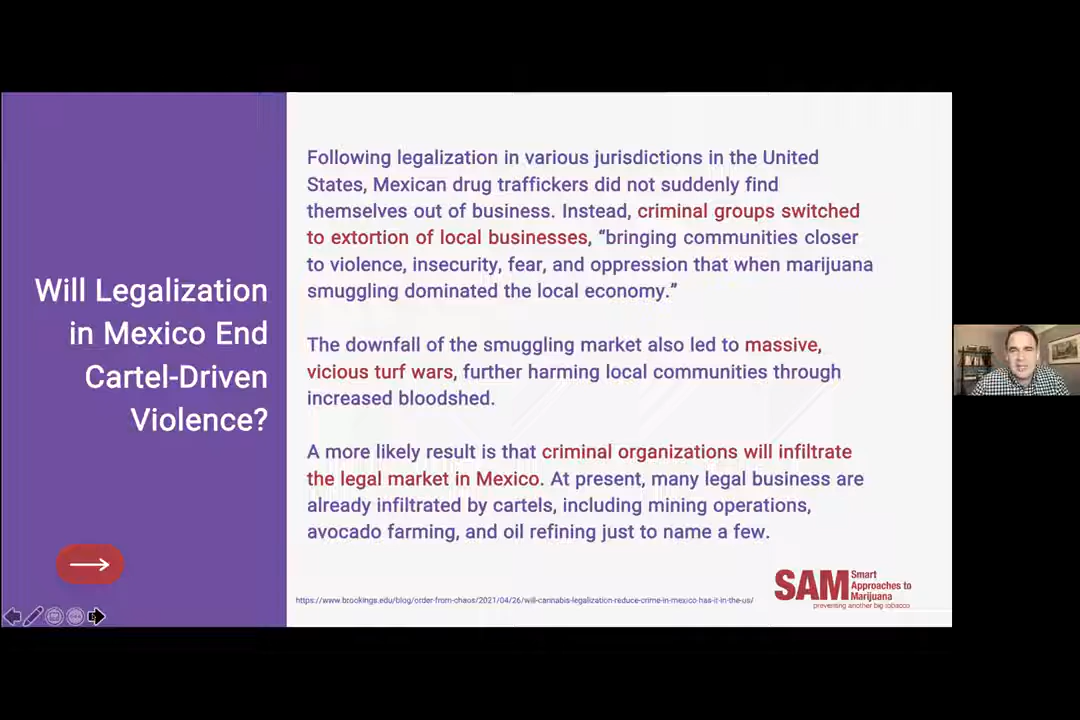 Will Legalization
in Mexico End
Cartel-Driven
Violence?
Following legalization in various jurisdictions in the United
States, Mexican drug traffickers did not suddenly find
themselves out of business. Instead, criminal groups switched
to extortion of local businesses, “bringing communities closer
to violence, insecurity, fear, and oppression that when marijuana
smuggling dominated the local economy.”
The downfall of the smuggling market also led to massive,
vicious turf wars, further harming local communities through
increased bloodshed.
A more likely result is that criminal organizations will infiltrate
the legal market in Mexico. At present, many legal business are
already infiltrated by cartels, including mining operations,
avocado farming, and oil refining just to name a few.
https://www.brookings.edu/blog/order-from-chaos/2021/04/26/will-cannabis-legalization-reduce-crime-in-mexico-has-it-in-the-us/
SAM
Smart
Approaches to
Marijuana
preventing another big tobacco